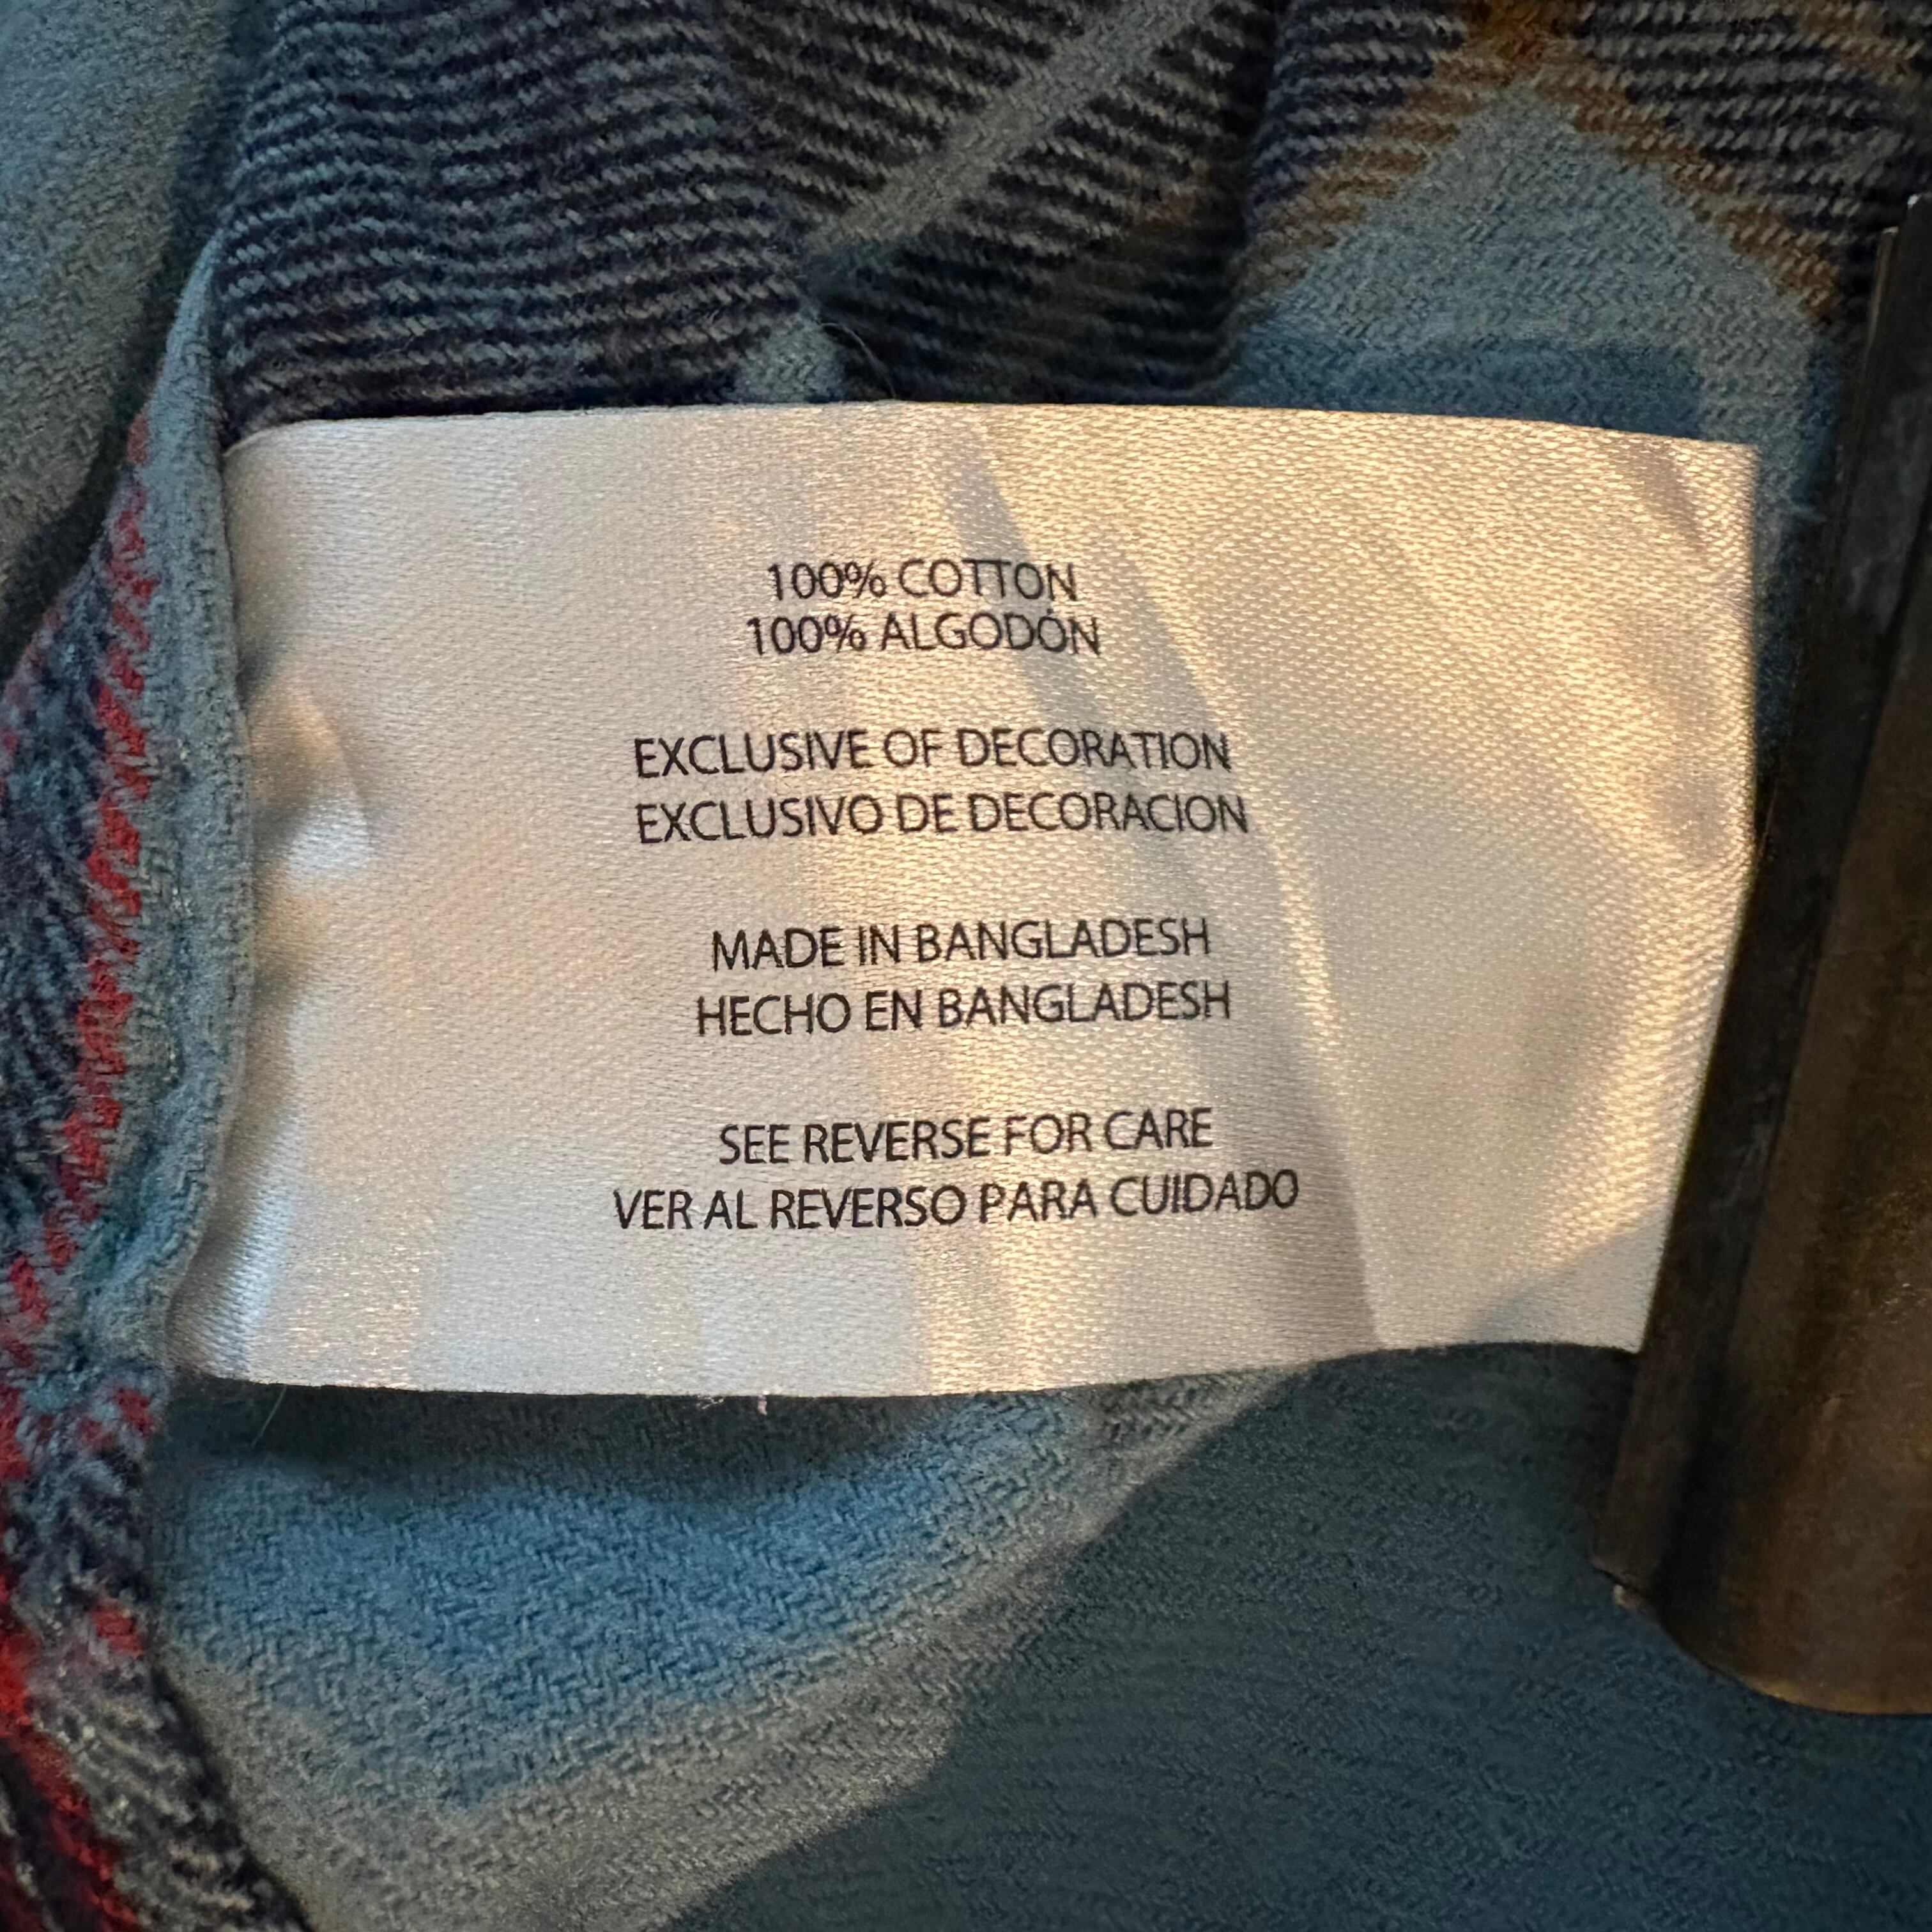 100% COTTON
100% ALGODÓN
EXCLUSIVE OF DECORATION
EXCLUSIVO DE DECORACION
MADE IN BANGLADESH
HECHO EN BANGLADESH
SEE REVERSE FOR CARE
VER AL REVERSO PARA CUIDADO